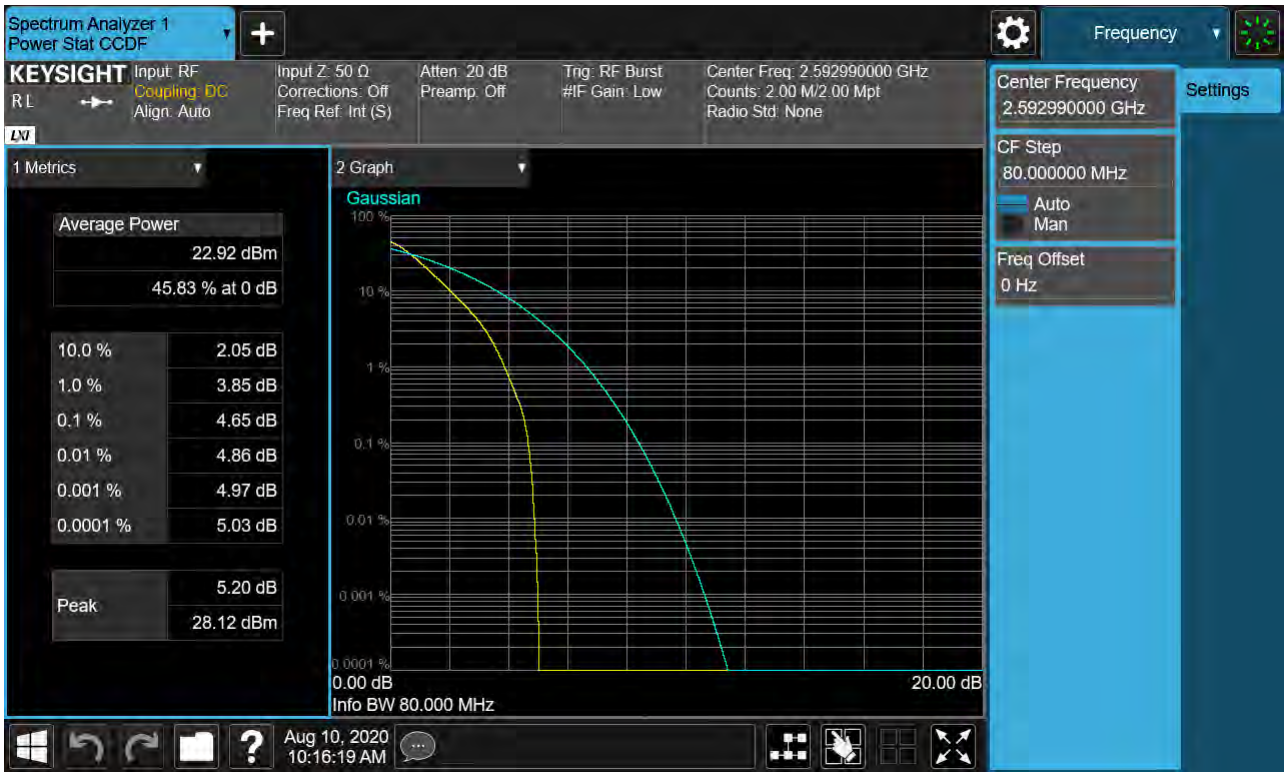 Spectrum Analyzer 1
Power Stat CCDF
+
Frequency
KEYSIGHT
R L
LXI
Input: RF
Coupling: DC
Align: Auto
Input Z: 50 Ω
Corrections: Off
Freq Ref: Int (S)
Atten: 20 dB
Preamp: Off
Trig: RF Burst
#IF Gain: Low
Center Freq: 2.592990000 GHz
Counts: 2.00 M/2.00 Mpt
Radio Std: None
Center Frequency
2.592990000 GHz
Settings
CF Step
80.000000 MHz
Auto
Man
Freq Offset
0 Hz
1 Metrics
Average Power
22.92 dBm
45.83 % at 0 dB
10.0 % 2.05 dB
1.0 % 3.85 dB
0.1 % 4.65 dB
0.01 % 4.86 dB
0.001 % 4.97 dB
0.0001 % 5.03 dB
Peak
5.20 dB
28.12 dBm
2 Graph
Gaussian
100 %
10 %
1 %
0.1 %
0.01 %
0.001 %
0.0001 %
0.00 dB
20.00 dB
Info BW 80.000 MHz
?
Aug 10, 2020
10:16:19 AM